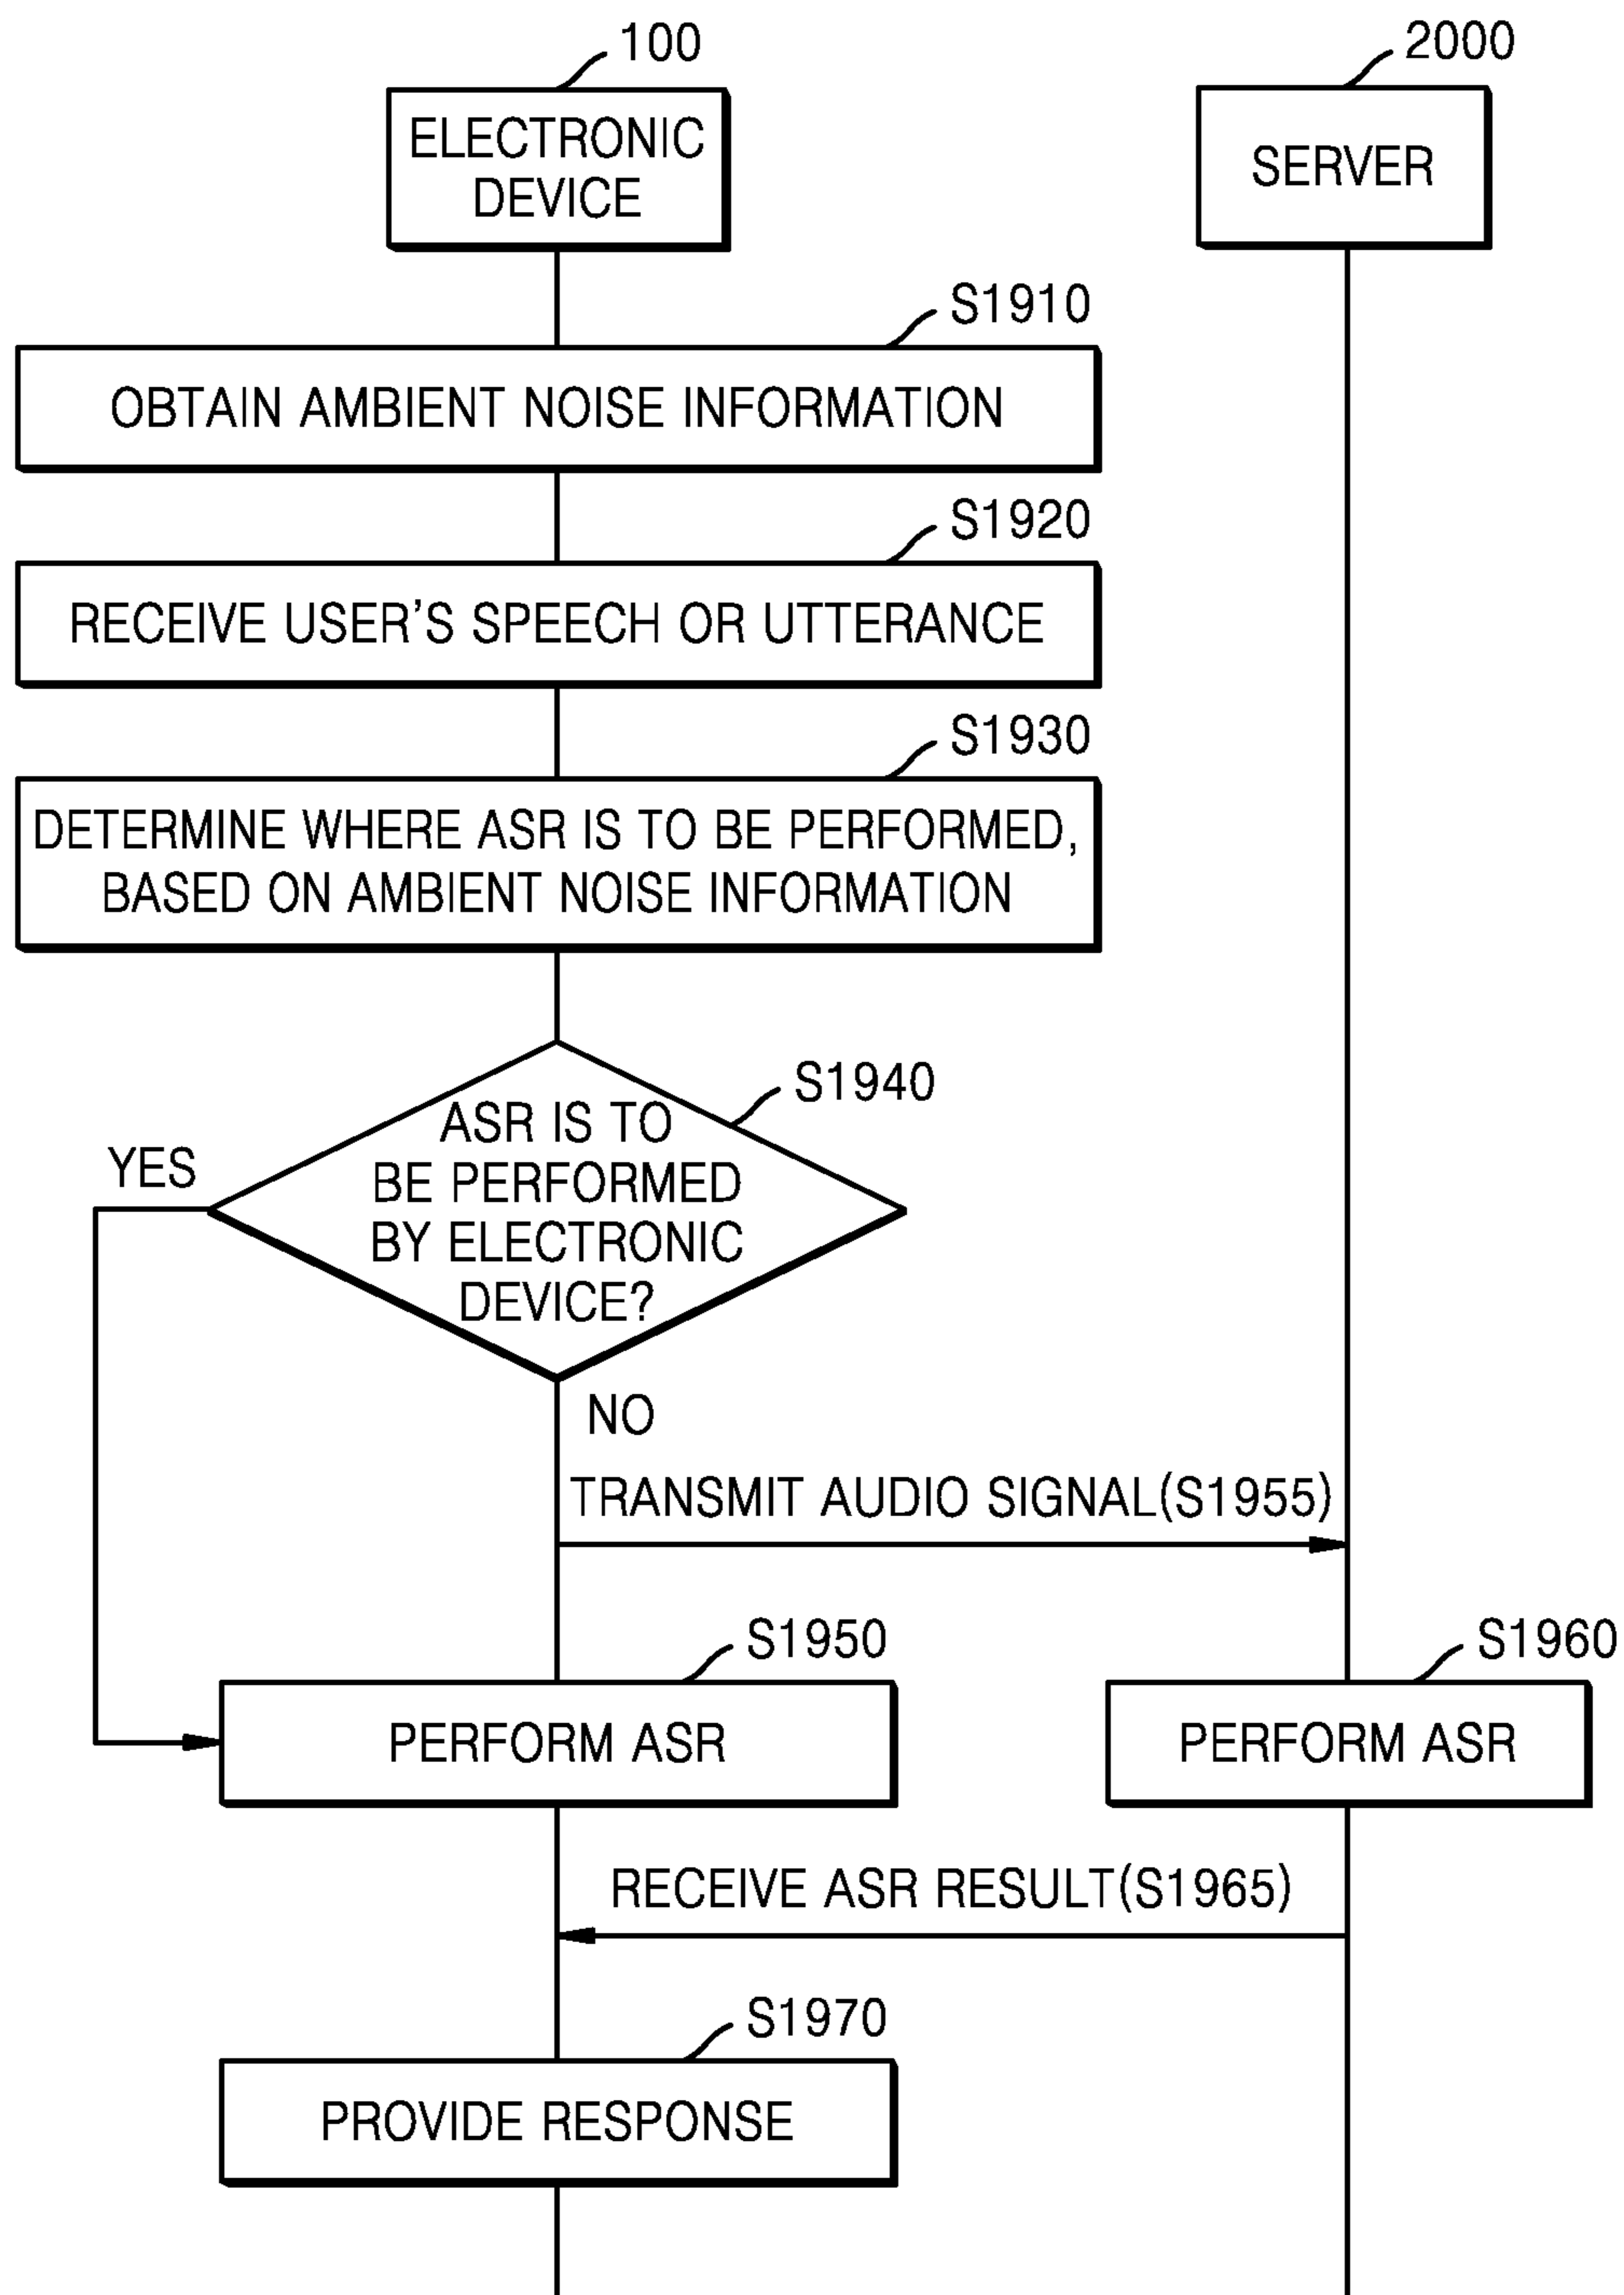 100
2000
ELECTRONIC
DEVICE
SERVER
S1910
OBTAIN AMBIENT NOISE INFORMATION
S1920
RECEIVE USER'S SPEECH OR UTTERANCE
S1930
DETERMINE WHERE ASR IS TO BE PERFORMED,
BASED ON AMBIENT NOISE INFORMATION
S1940
ASR IS TO
BE PERFORMED
BY ELECTRONIC
DEVICE?
YES
NO
TRANSMIT AUDIO SIGNAL(S1955)
S1950
S1960
PERFORM ASR
PERFORM ASR
RECEIVE ASR RESULT(S1965)
S1970
PROVIDE RESPONSE